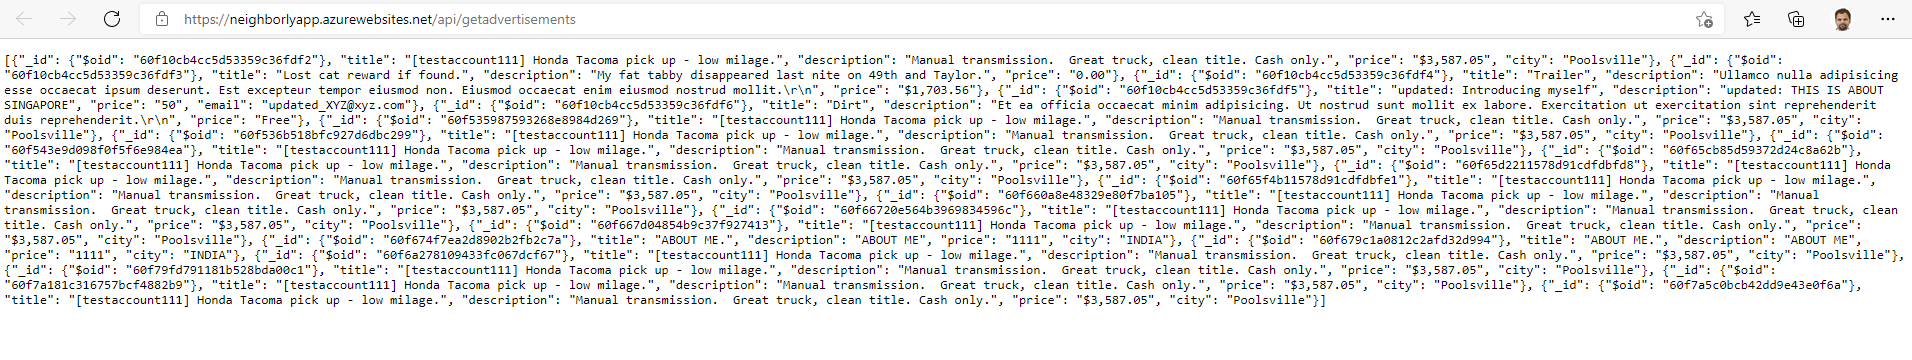 https://neighborlyapp.azurewebsites.net/api/getadvertisements
[{"_id": {"$oid": "60f10cb4cc5d53359c36fdf2"}, "title": "[testaccount111] Honda Tacoma pick up - low milage.", "description": "Manual transmission.  Great truck, clean title. Cash only.", "price": "$3,587.05", "city": "Poolsville"}, {"_id": {"$oid":
"60f10cb4cc5d53359c36fdf3"}, "title": "Lost cat reward if found.", "description": "My fat tabby disappeared last nite on 49th and Taylor.", "price": "0.00"}, {"_id": {"$oid": "60f10cb4cc5d53359c36fdf4"}, "title": "Trailer", "description": "Ullamco nulla adipisicing
esse occaecat ipsum deserunt. Est excepteur tempor eiusmod non. Eiusmod occaecat enim eiusmod nostrud mollit.\r\n", "price": "$1,703.56"}, {"_id": {"$oid": "60f10cb4cc5d53359c36fdf5"}, "title": "updated: Introducing myself", "description": "updated: THIS IS ABOUT
SINGAPORE", "price": "50", "email": "updated_XYZ@xyz.com"}, {"_id": {"$oid": "60f10cb4cc5d53359c36fdf6"}, "title": "Dirt", "description": "Et ea officia occaecat minim adipisicing. Ut nostrud sunt mollit ex labore. Exercitation ut exercitation sint reprehenderit
duis reprehenderit.\r\n", "price": "Free"}, {"_id": {"$oid": "60f535987593268e8984d269"}, "title": "[testaccount111] Honda Tacoma pick up - low milage.", "description": "Manual transmission.  Great truck, clean title. Cash only.", "price": "$3,587.05", "city":
"Poolsville"}, {"_id": {"$oid": "60f536b518bfc927d6dbc299"}, "title": "[testaccount111] Honda Tacoma pick up - low milage.", "description": "Manual transmission.  Great truck, clean title. Cash only.", "price": "$3,587.05", "city": "Poolsville"}, {"_id": {"$oid":
"60f543e9d098f0f5f6e984ea"}, "title": "[testaccount111] Honda Tacoma pick up - low milage.", "description": "Manual transmission.  Great truck, clean title. Cash only.", "price": "$3,587.05", "city": "Poolsville"}, {"_id": {"$oid": "60f65cb85d59372d24c8a62b"},
"title": "[testaccount111] Honda Tacoma pick up - low milage.", "description": "Manual transmission.  Great truck, clean title. Cash only.", "price": "$3,587.05", "city": "Poolsville"}, {"_id": {"$oid": "60f65d2211578d91cdfdbfd8"}, "title": "[testaccount111] Honda
Tacoma pick up - low milage.", "description": "Manual transmission.  Great truck, clean title. Cash only.", "price": "$3,587.05", "city": "Poolsville"}, {"_id": {"$oid": "60f65f4b11578d91cdfdbfe1"}, "title": "[testaccount111] Honda Tacoma pick up - low milage.",
"description": "Manual transmission.  Great truck, clean title. Cash only.", "price": "$3,587.05", "city": "Poolsville"}, {"_id": {"$oid": "60f660a8e48329e80f7ba105"}, "title": "[testaccount111] Honda Tacoma pick up - low milage.", "description": "Manual
transmission.  Great truck, clean title. Cash only.", "price": "$3,587.05", "city": "Poolsville"}, {"_id": {"$oid": "60f66720e564b3969834596c"}, "title": "[testaccount111] Honda Tacoma pick up - low milage.", "description": "Manual transmission.  Great truck, clean
title. Cash only.", "price": "$3,587.05", "city": "Poolsville"}, {"_id": {"$oid": "60f667d04854b9c37f927413"}, "title": "[testaccount111] Honda Tacoma pick up - low milage.", "description": "Manual transmission.  Great truck, clean title. Cash only.", "price":
"$3,587.05", "city": "Poolsville"}, {"_id": {"$oid": "60f674f7ea2d8902b2fb2c7a"}, "title": "ABOUT ME.", "description": "ABOUT ME", "price": "1111", "city": "INDIA"}, {"_id": {"$oid": "60f679c1a0812c2afd32d994"}, "title": "ABOUT ME.", "description": "ABOUT ME",
"price": "1111", "city": "INDIA"}, {"_id": {"$oid": "60f6a278109433fc067dcf67"}, "title": "[testaccount111] Honda Tacoma pick up - low milage.", "description": "Manual transmission.  Great truck, clean title. Cash only.", "price": "$3,587.05", "city": "Poolsville"},
{"_id": {"$oid": "60f79fd791181b528bda00c1"}, "title": "[testaccount111] Honda Tacoma pick up - low milage.", "description": "Manual transmission.  Great truck, clean title. Cash only.", "price": "$3,587.05", "city": "Poolsville"}, {"_id": {"$oid":
"60f7a181c316757bcf4882b9"}, "title": "[testaccount111] Honda Tacoma pick up - low milage.", "description": "Manual transmission.  Great truck, clean title. Cash only.", "price": "$3,587.05", "city": "Poolsville"}, {"_id": {"$oid": "60f7a5c0bcb42dd9e43e0f6a"},
"title": "[testaccount111] Honda Tacoma pick up - low milage.", "description": "Manual transmission.  Great truck, clean title. Cash only.", "price": "$3,587.05", "city": "Poolsville"}]